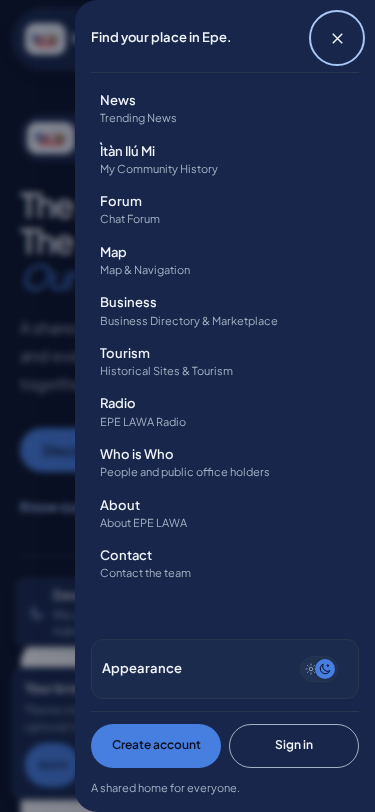 Find your place in Epe.
News
Trending News
Ìtàn Ilú Mi
My Community History
Forum
Chat Forum
Map
Map & Navigation
Business
Business Directory & Marketplace
Tourism
Historical Sites & Tourism
Radio
EPE LAWA Radio
Who is Who
People and public office holders
About
About EPE LAWA
Contact
Contact the team
Appearance
Create account
Sign in
A shared home for everyone.
The
The
Our